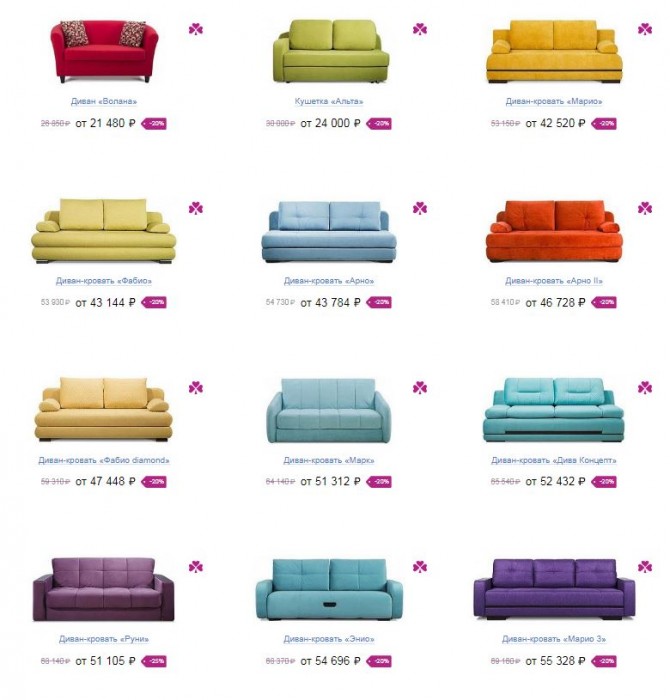 Диван «Волана»
26 850 ₽ от 21 480 ₽ -20%
Кушетка «Альта»
30 000 ₽ от 24 000 ₽ -20%
Диван-кровать «Марио»
53 150 ₽ от 42 520 ₽ -20%
Диван-кровать «Фабио»
53 930 ₽ от 43 144 ₽ -20%
Диван-кровать «Арно»
54 730 ₽ от 43 784 ₽ -20%
Диван-кровать «Арно II»
58 410 ₽ от 46 728 ₽ -20%
Диван-кровать «Фабио diamond»
59 310 ₽ от 47 448 ₽ -20%
Диван-кровать «Марк»
64 140 ₽ от 51 312 ₽ -20%
Диван-кровать «Дива Концепт»
65 540 ₽ от 52 432 ₽ -20%
Диван-кровать «Руни»
68 140 ₽ от 51 105 ₽ -25%
Диван-кровать «Энио»
68 370 ₽ от 54 696 ₽ -20%
Диван-кровать «Марио 3»
69 160 ₽ от 55 328 ₽ -20%